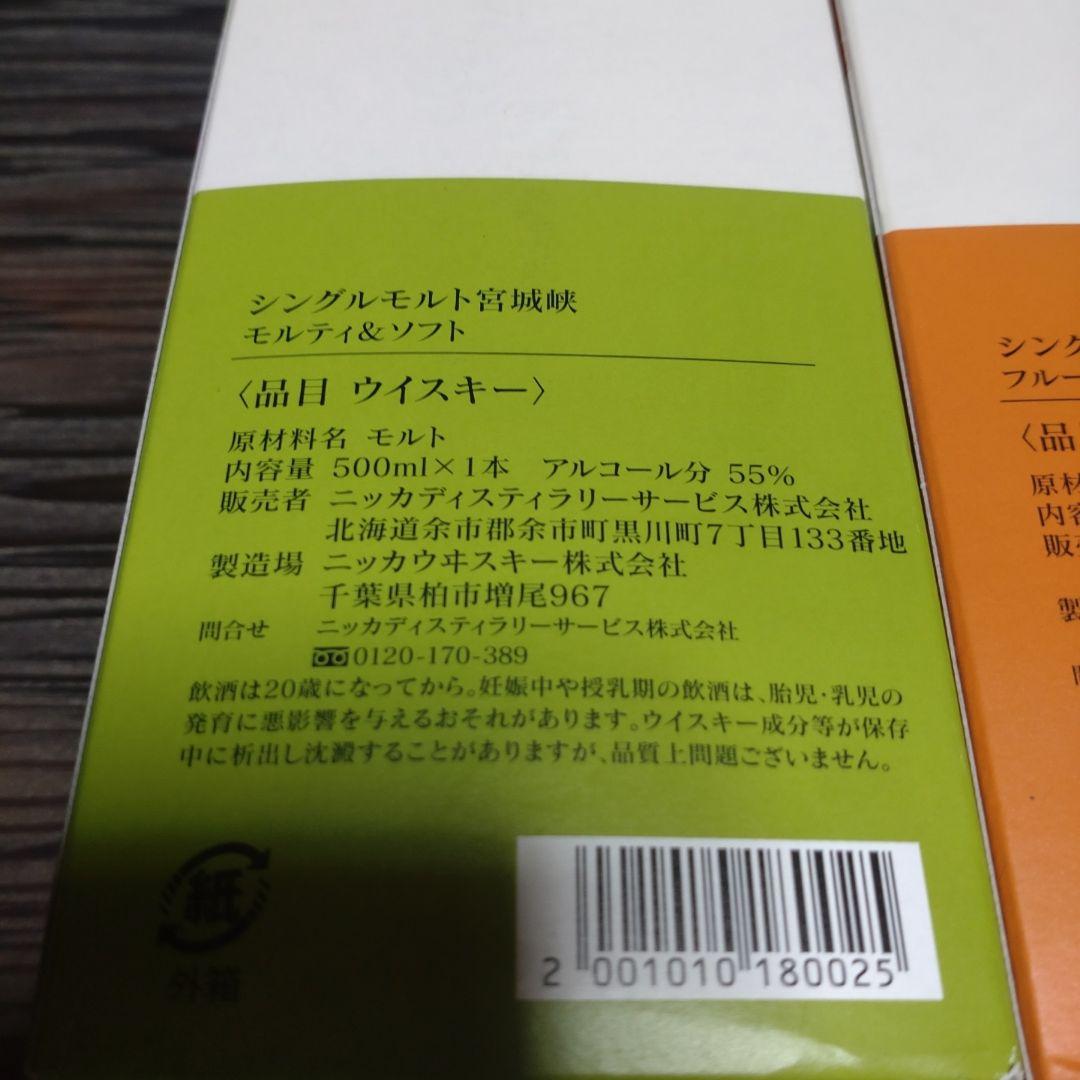 シングルモルト宮城峡
モルティ&ソフト
〈品目 ウイスキー〉
原材料名 モルト
内容量 500ml×1本 アルコール分 55%
販売者 ニッカディスティラリーサービス株式会社
北海道余市郡余市町黒川町7丁目133番地
製造場 ニッカウヰスキー株式会社
千葉県柏市増尾967
問合せ ニッカディスティラリーサービス株式会社
0120-170-389
飲酒は20歳になってから。妊娠中や授乳期の飲酒は、胎児・乳児の
発育に悪影響を与えるおそれがあります。ウイスキー成分等が保存
中に析出し沈澱することがありますが、品質上問題ございません。
紙
外箱
2 001010 180025
シング
フルー
〈品
原材
内容
販売
製